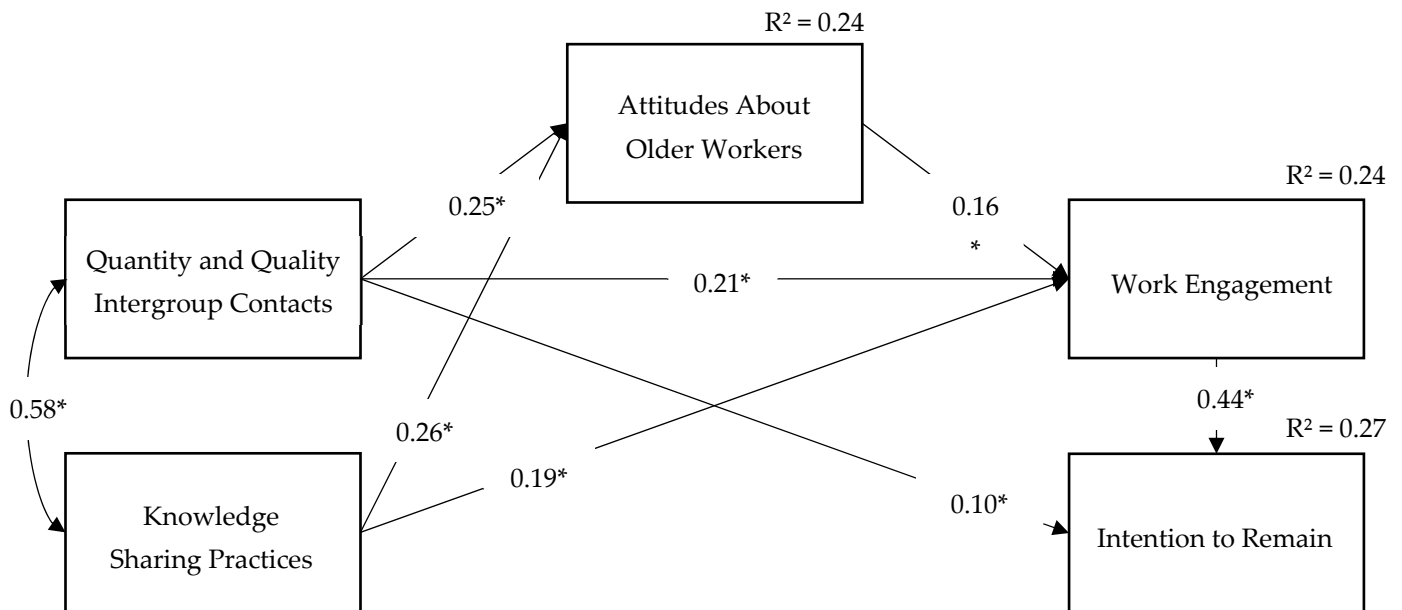 R² = 0.24
Attitudes About
Older Workers
R² = 0.24
0.25*
0.16
*
Quantity and Quality
Intergroup Contacts
0.21*
Work Engagement
0.58*
0.44*
0.26*
R² = 0.27
0.19*
0.10*
Knowledge
Sharing Practices
Intention to Remain